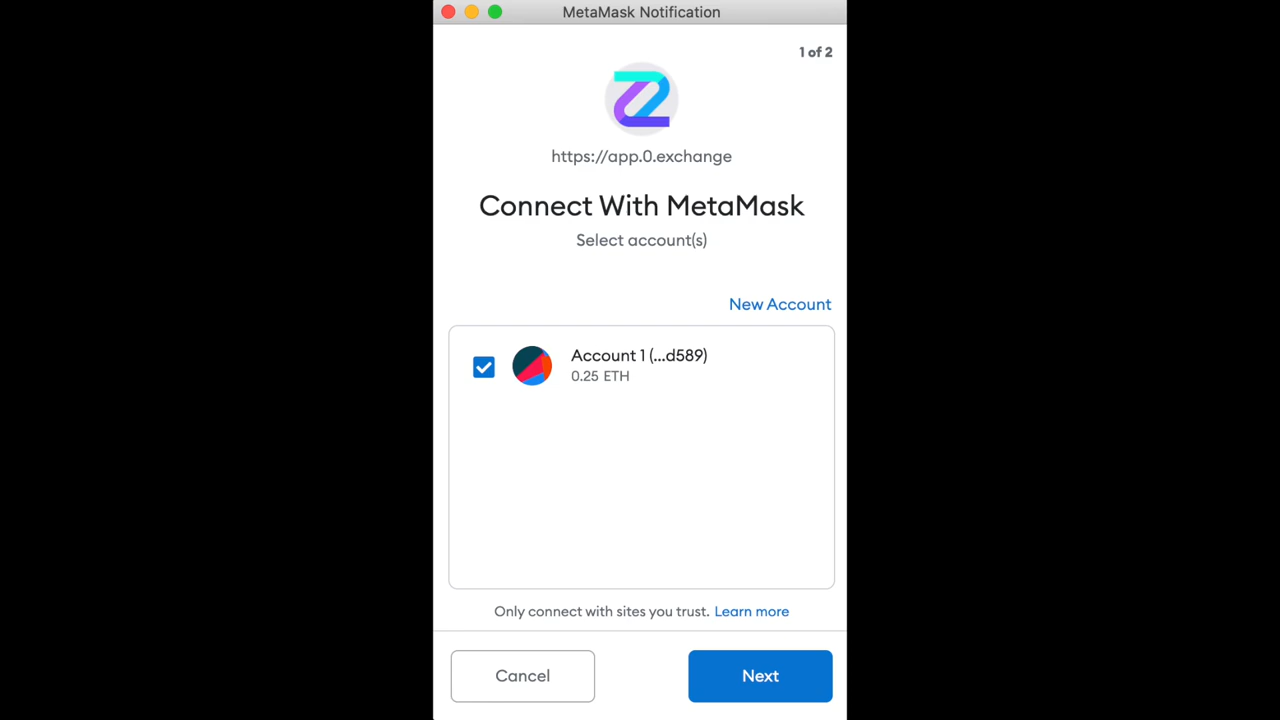 MetaMask Notification
1 of 2
https://app.0.exchange
Connect With MetaMask
Select account(s)
New Account
Account 1 (...d589)
0.25 ETH
Only connect with sites you trust. Learn more
Cancel
Next